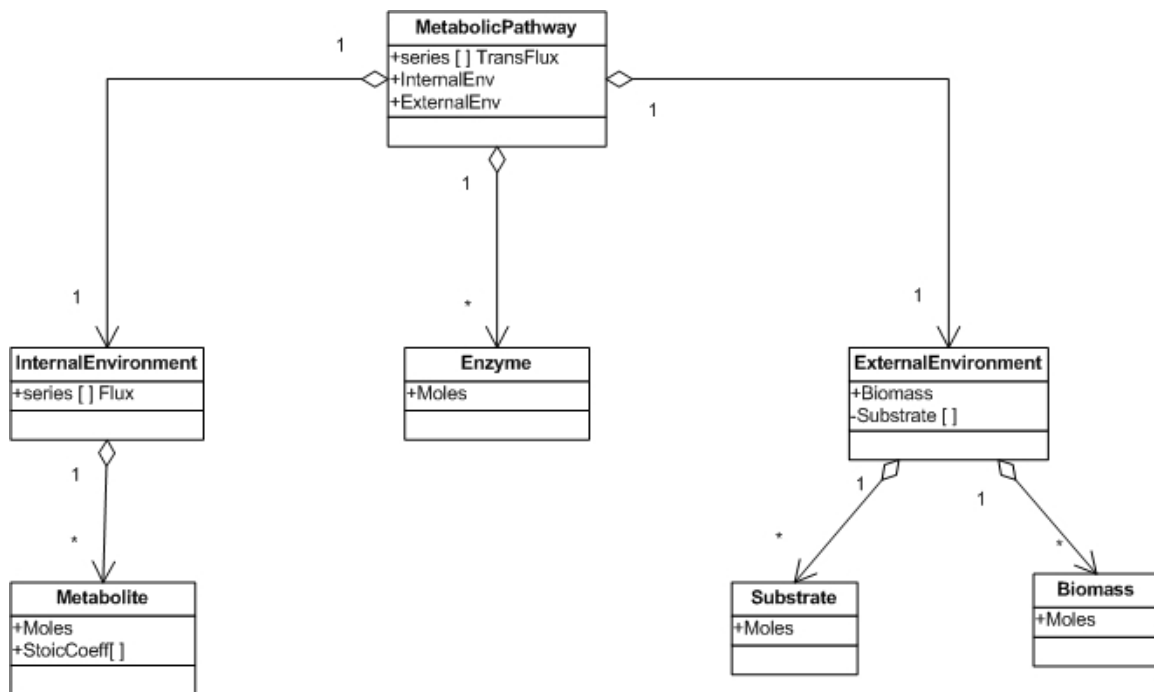 MetabolicPathway
+series [ ] TransFlux
+InternalEnv
+ExternalEnv
1
1
1
1
*
1
InternalEnvironment
+series [ ] Flux
Enzyme
+Moles
ExternalEnvironment
+Biomass
-Substrate [ ]
1
1
1
*
*
*
Metabolite
+Moles
+StoicCoeff[ ]
Substrate
+Moles
Biomass
+Moles